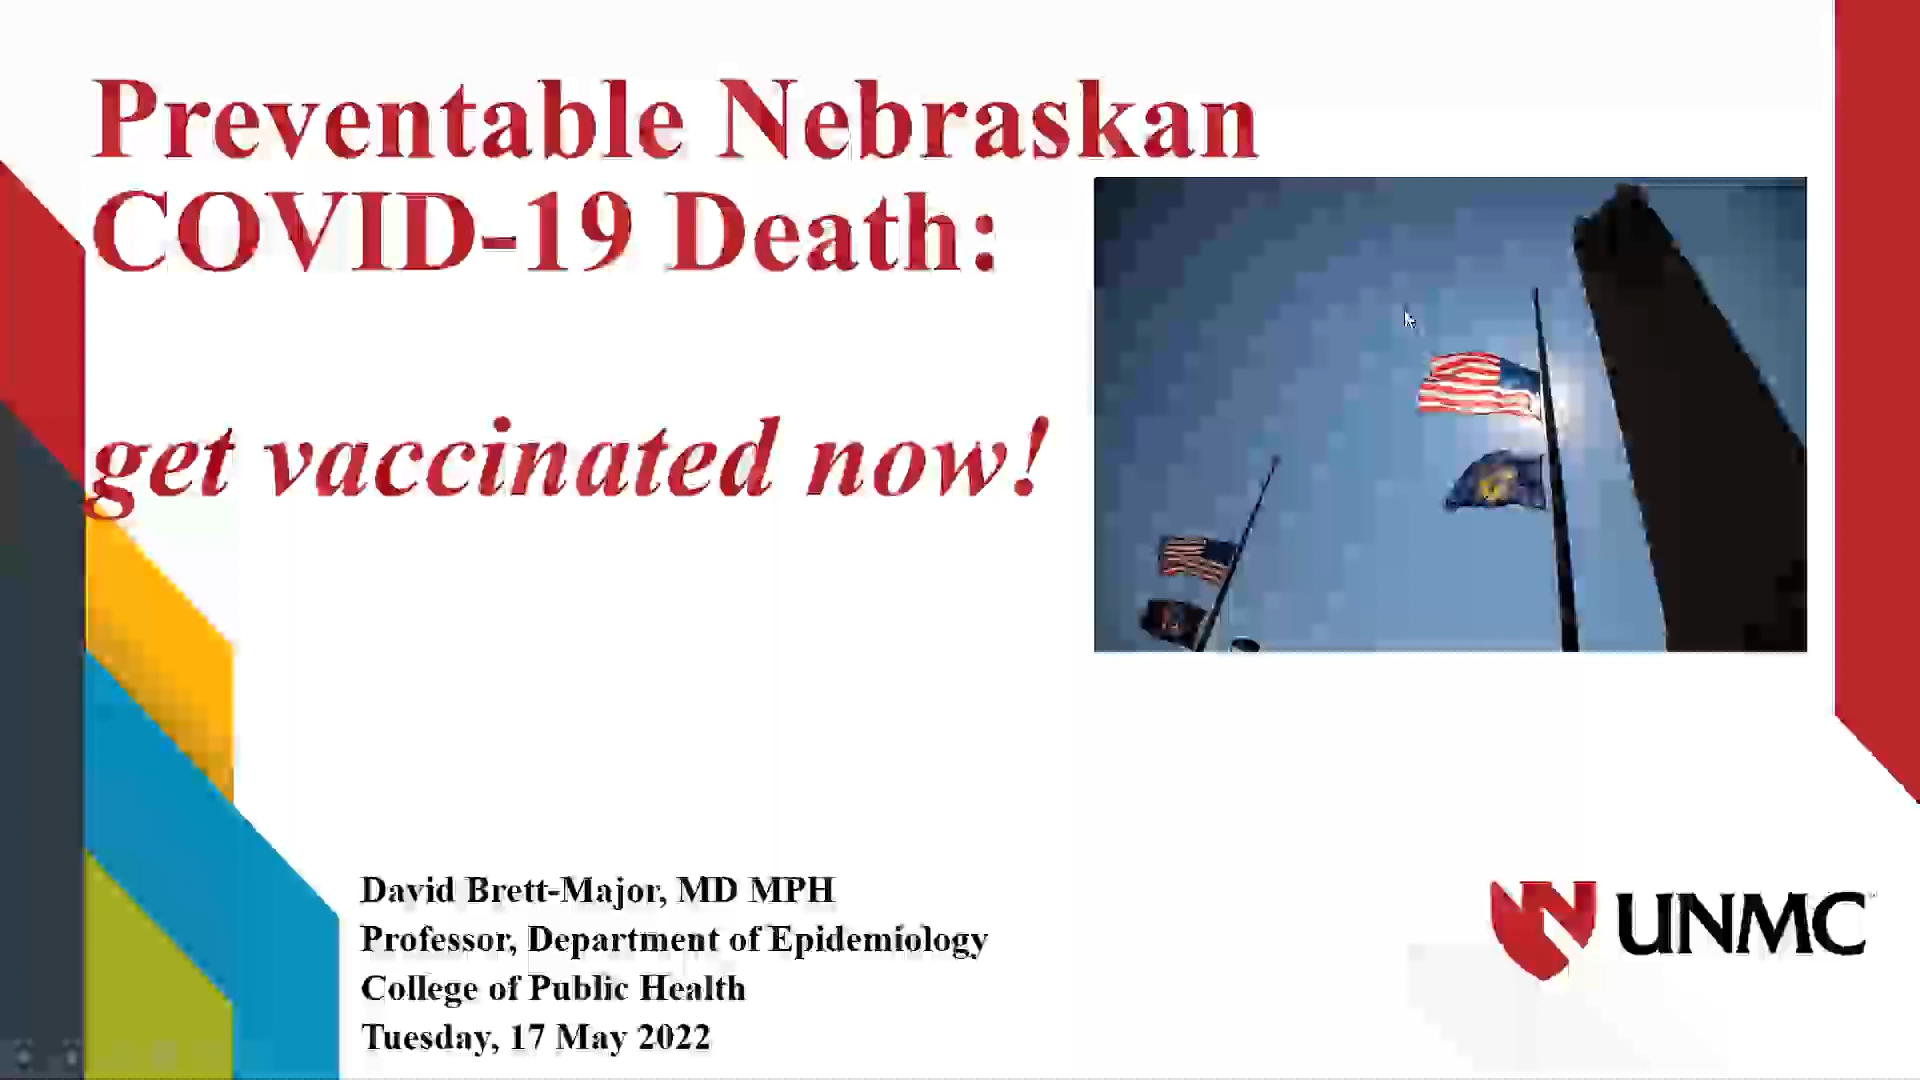 Preventable Nebraskan
COVID-19 Death:
get vaccinated now!
David Brett-Major, MD MPH
Professor, Department of Epidemiology
College of Public Health
Tuesday, 17 May 2022
UNMC